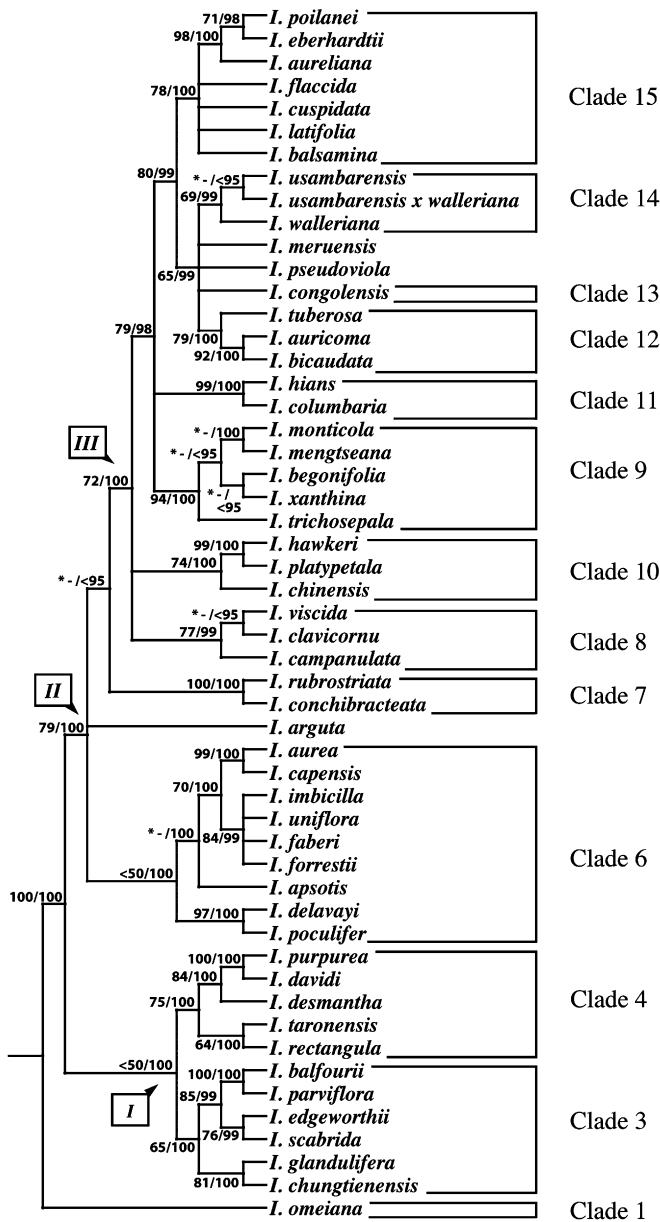 71/98
I. poilanei
98/100
I. eberhardtii
I. aureliana
I. flaccida
78/100
Clade 15
I. cuspidata
I. latifolia
I. balsamina
80/99
*-/<95
I. usambarensis
69/99
I. usambarensis x walleriana
Clade 14
I. walleriana
I. meruensis
65/99
I. pseudoviola
I. congolensis
Clade 13
I. tuberosa
79/98
79/100
I. auricoma
Clade 12
92/100
I. bicaudata
99/100
I. hians
Clade 11
I. columbaria
*-/100
I. monticola
III
*-/<95
I. mengtseana
72/100
I. begonifolia
Clade 9
94/100
*-/
<95
I. xanthina
I. trichosepala
99/100
I. hawkeri
74/100
I. platypetala
Clade 10
*-/<95
I. chinensis
*-/<95
I. viscida
77/99
I. clavicornu
Clade 8
I. campanulata
II
100/100
I. rubrostriata
Clade 7
I. conchibracteata
79/100
I. arguta
99/100
I. aurea
I. capensis
70/100
I. imbicilla
I. uniflora
*-/100
84/99
I. faberi
Clade 6
I. forrestii
<50/100
I. apsotis
100/100
97/100
I. delavayi
I. poculifer
100/100
I. purpurea
84/100
I. davidi
75/100
I. desmantha
Clade 4
I. taronensis
64/100
I. rectangula
<50/100
100/100
I. balfourii
I
85/99
I. parviflora
I. edgeworthii
Clade 3
65/100
76/99
I. scabrida
I. glandulifera
81/100
I. chungtienensis
I. omeiana
Clade 1